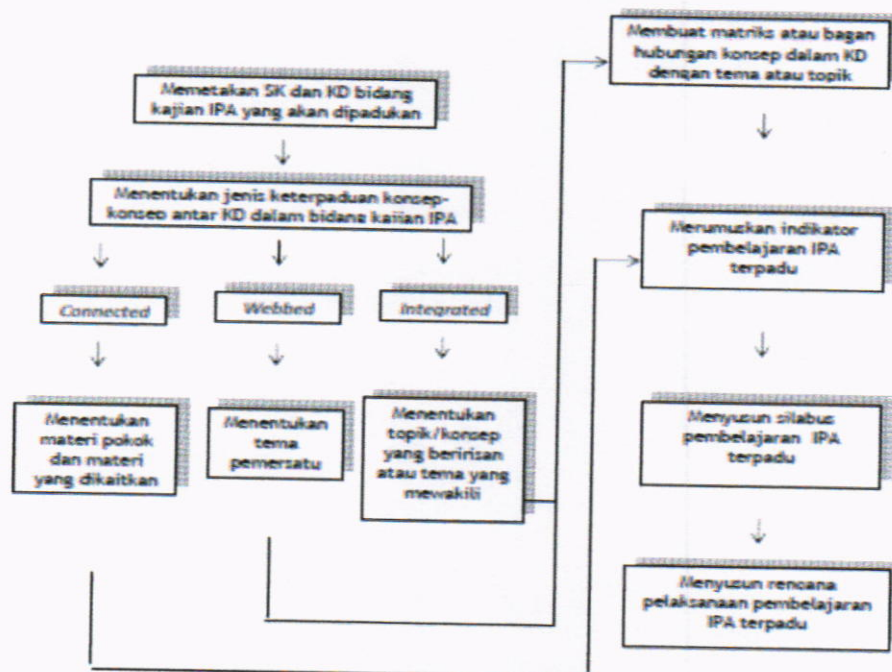 Memetakan SK dan KD bidang
kajian IPA yang akan dipadukan
Menentukan jenis keterpaduan konsep-
konsep antar KD dalam bidang kajian IPA
Connected
Webbed
Integrated
Menentukan
materi pokok
dan materi
yang dikaitkan
Menentukan
tema
pemersatu
Menentukan
topik/konsep
yang beririsan
atau tema yang
mewakili
Membuat matriks atau bagan
hubungan konsep dalam KD
dengan tema atau topik
Merumuskan indikator
pembelajaran IPA
terpadu
Menyusun silabus
pembelajaran IPA
terpadu
Menyusun rencana
pelaksanaan pembelajaran
IPA terpadu